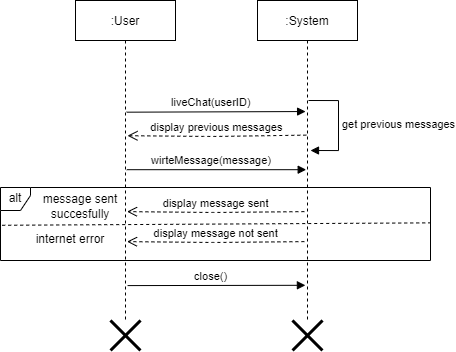 :User
:System
liveChat(userID)
get previous messages
display previous messages
wirteMessage(message)
alt
message sent
succesfully
display message sent
internet error
display message not sent
close()